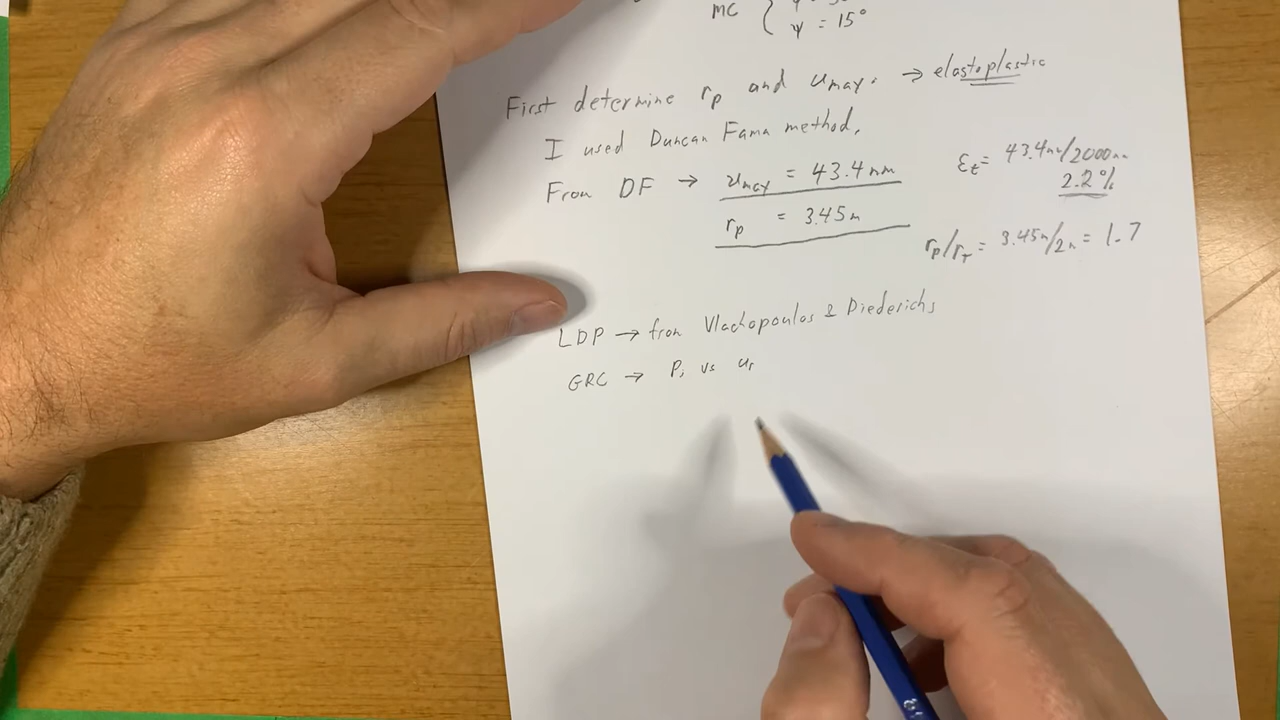 MC {
ψ = 15°
First determine rp and umax. → elastoplastic
I used Duncan Fama method.
From DF → umax = 43.4 mm
rp = 3.45m
εt = 43.4mm/2000mm
2.2%
rp/rT = 3.45m/2m = 1.7
LDP → from Vlachopoulos & Diederichs
GRC → Pi vs ur